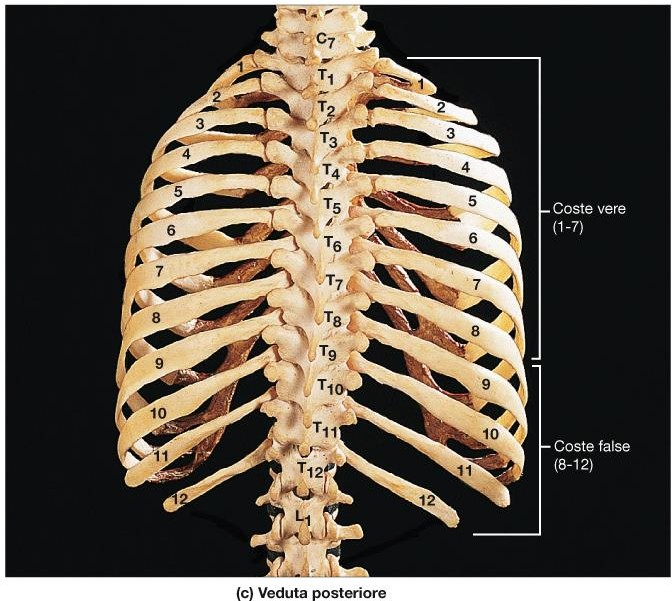 C7
1 T1 1
2 T2 2
3 T3 3
4 T4 4
5 T5 5
6 T6 6
7 T7 7
8 T8 8
9 T9 9
10 T10 10
11 T11 11
12 T12 12
L1
Coste vere
(1-7)
Coste false
(8-12)
(c) Veduta posteriore